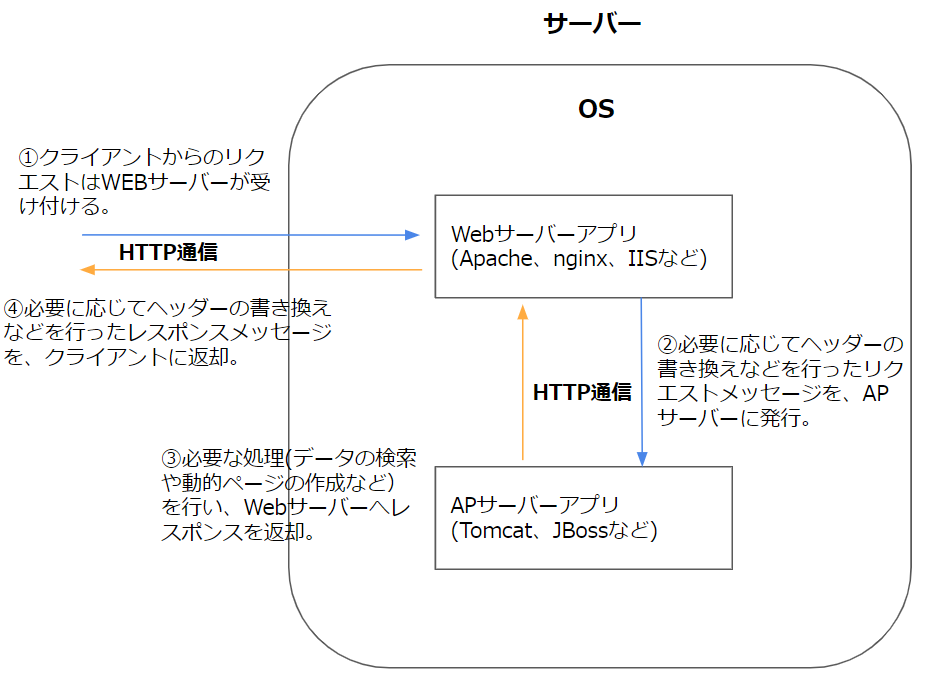 サーバー
OS
①クライアントからのリク
エストはWEBサーバーが受
け付ける。
HTTP通信
Webサーバーアプリ
(Apache、nginx、IISなど)
④必要に応じてヘッダーの書き換え
などを行ったレスポンスメッセージ
を、クライアントに返却。
②必要に応じてヘッダーの
書き換えなどを行ったリク
エストメッセージを、AP
サーバーに発行。
HTTP通信
③必要な処理(データの検索
や動的ページの作成など）
を行い、Webサーバーへレ
スポンスを返却。
APサーバーアプリ
(Tomcat、JBossなど)